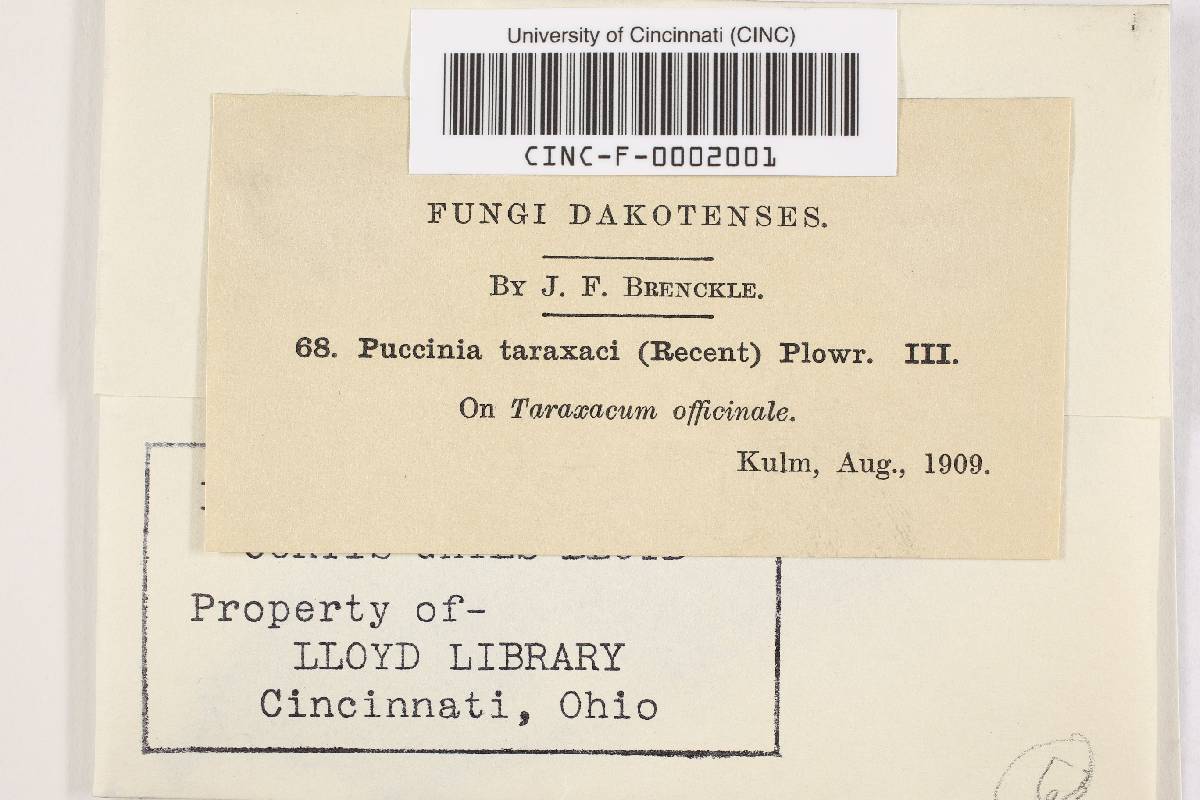 University of Cincinnati (CINC)
CINC-F-0002001
FUNGI DAKOTENSES.
By J. F. Brenckle.
68. Puccinia taraxaci (Recent) Plowr. III.
On Taraxacum officinale.
Kulm, Aug., 1909.
LLOYD
Property of-
LLOYD LIBRARY
Cincinnati, Ohio